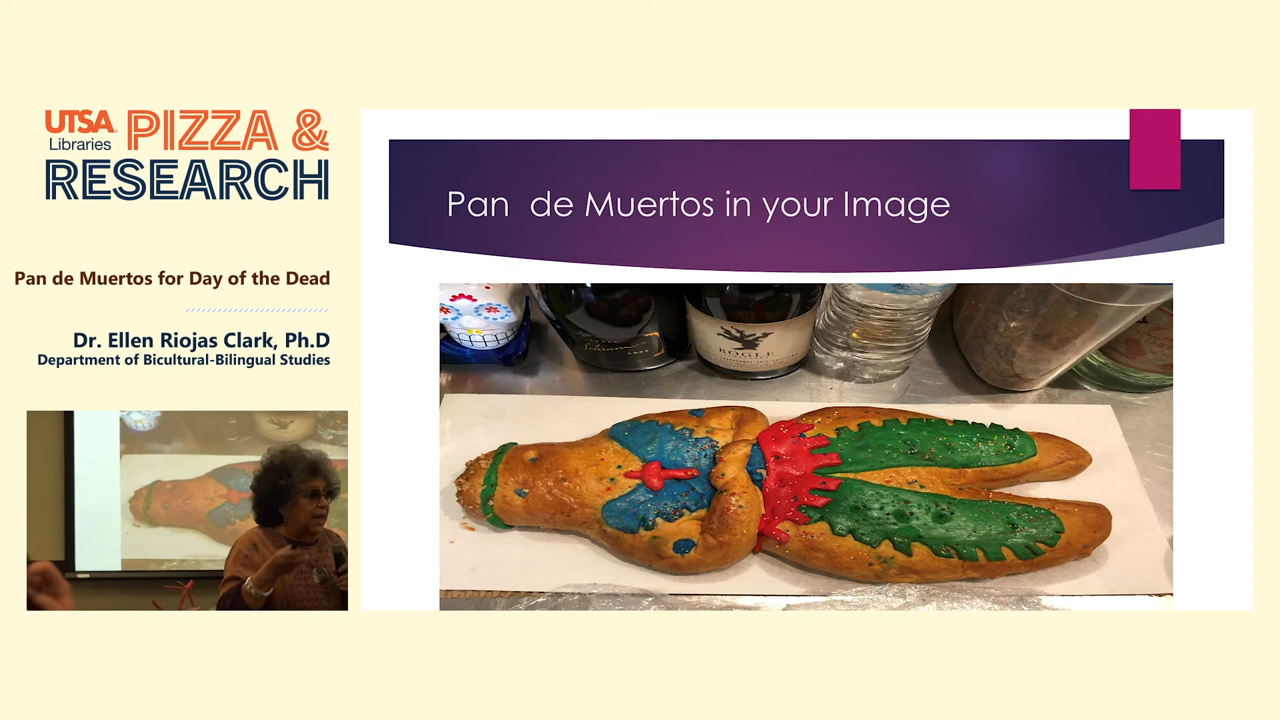 UTSA
Libraries
PIZZA &
RESEARCH
Pan de Muertos for Day of the Dead
Dr. Ellen Riojas Clark, Ph.D
Department of Bicultural-Bilingual Studies
Pan de Muertos in your Image
BOGLE